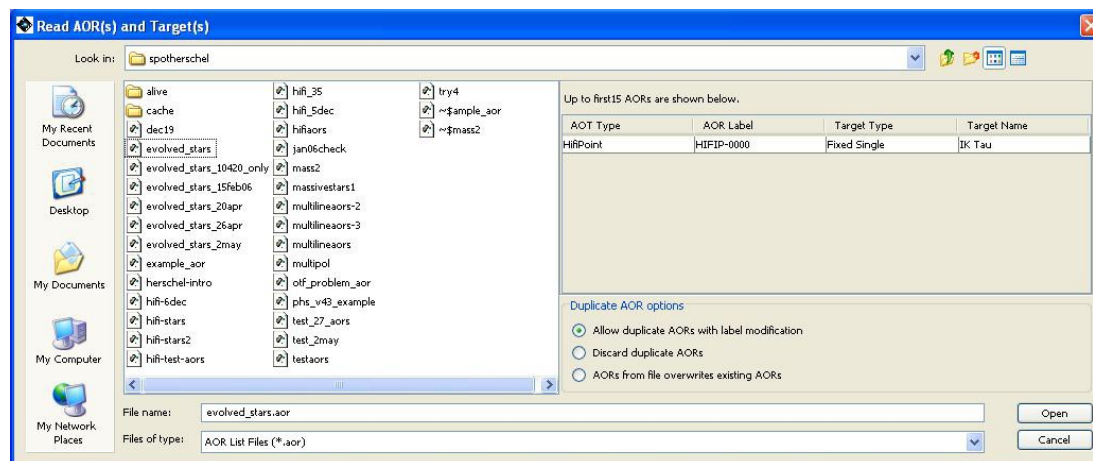 Read AOR(s) and Target(s)
Look in:
spotherschel
My Recent
Documents
Desktop
My Documents
My Computer
My Network
Places
alive
cache
dec19
evolved_stars
evolved_stars_10420_only
evolved_stars_15feb06
evolved_stars_20apr
evolved_stars_26apr
evolved_stars_2may
example_aor
herschel-intro
hifi-6dec
hifi-stars
hifi-stars2
hifi-test-aors
hifi_35
hifi_5dec
hifiaors
jan06check
mass2
massivestars1
multilineaors-2
multilineaors-3
multilineaors
multipol
otf_problem_aor
phs_v43_example
test_27_aors
test_2may
testaors
try4
~$ample_aor
~$mass2
Up to first15 AORs are shown below.
AOT Type AOR Label Target Type Target Name
HifiPoint HIFIP-0000 Fixed Single IK Tau
Duplicate AOR options
Allow duplicate AORs with label modification
Discard duplicate AORs
AORs from file overwrites existing AORs
File name: evolved_stars.aor
Open
Files of type: AOR List Files (*.aor)
Cancel